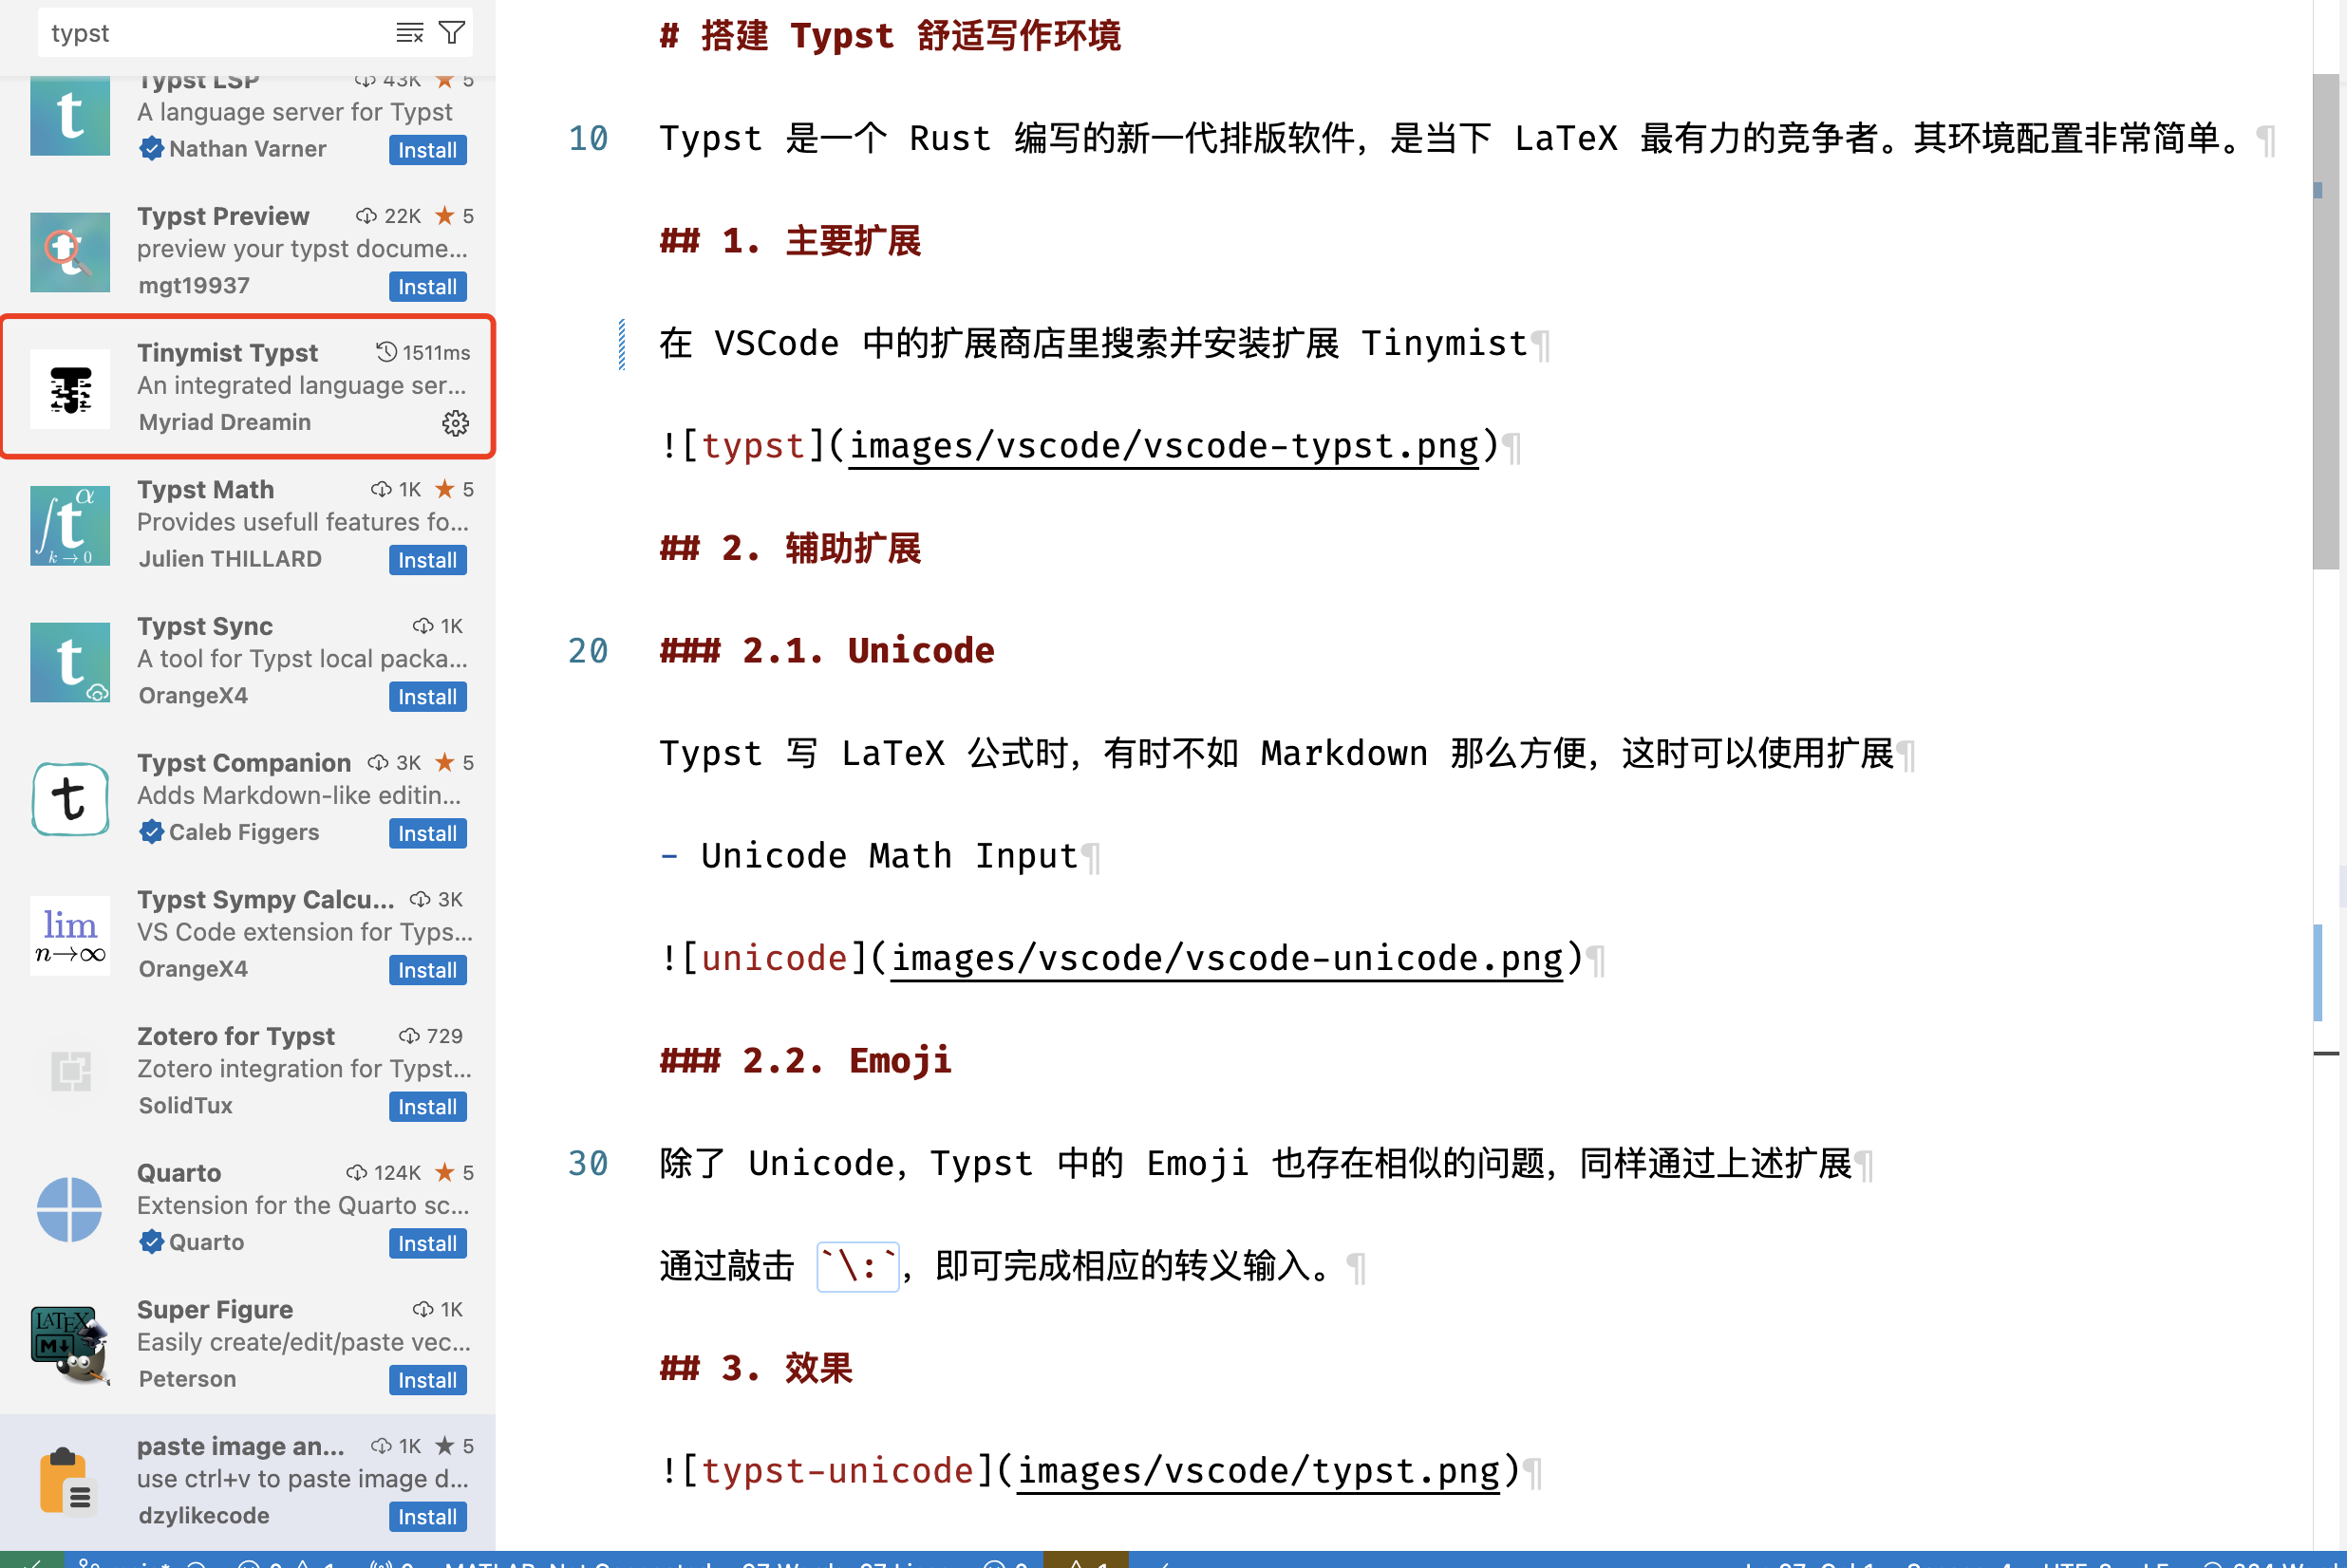 typst
Typst LSP 43K ★ 5
A language server for Typst
Nathan Varner Install
Typst Preview 22K ★ 5
preview your typst docume...
mgt19937 Install
Tinymist Typst 1511ms
An integrated language ser...
Myriad Dreamin
Typst Math 1K ★ 5
Provides usefull features fo...
Julien THILLARD Install
Typst Sync 1K
A tool for Typst local packa...
OrangeX4 Install
Typst Companion 3K ★ 5
Adds Markdown-like editin...
Caleb Figgers Install
Typst Sympy Calcu... 3K
VS Code extension for Typs...
OrangeX4 Install
Zotero for Typst 729
Zotero integration for Typst...
SolidTux Install
Quarto 124K ★ 5
Extension for the Quarto sc...
Quarto Install
Super Figure 1K
Easily create/edit/paste vec...
Peterson Install
paste image an... 1K ★ 5
use ctrl+v to paste image d...
dzylikecode Install
# 搭建 Typst 舒适写作环境
10 Typst 是一个 Rust 编写的新一代排版软件，是当下 LaTeX 最有力的竞争者。其环境配置非常简单。¶
## 1. 主要扩展
在 VSCode 中的扩展商店里搜索并安装扩展 Tinymist¶
![typst](images/vscode/vscode-typst.png)¶
## 2. 辅助扩展
20 ### 2.1. Unicode
Typst 写 LaTeX 公式时，有时不如 Markdown 那么方便，这时可以使用扩展¶
- Unicode Math Input¶
![unicode](images/vscode/vscode-unicode.png)¶
### 2.2. Emoji
30 除了 Unicode，Typst 中的 Emoji 也存在相似的问题，同样通过上述扩展¶
通过敲击 `\:`，即可完成相应的转义输入。¶
## 3. 效果
![typst-unicode](images/vscode/typst.png)¶